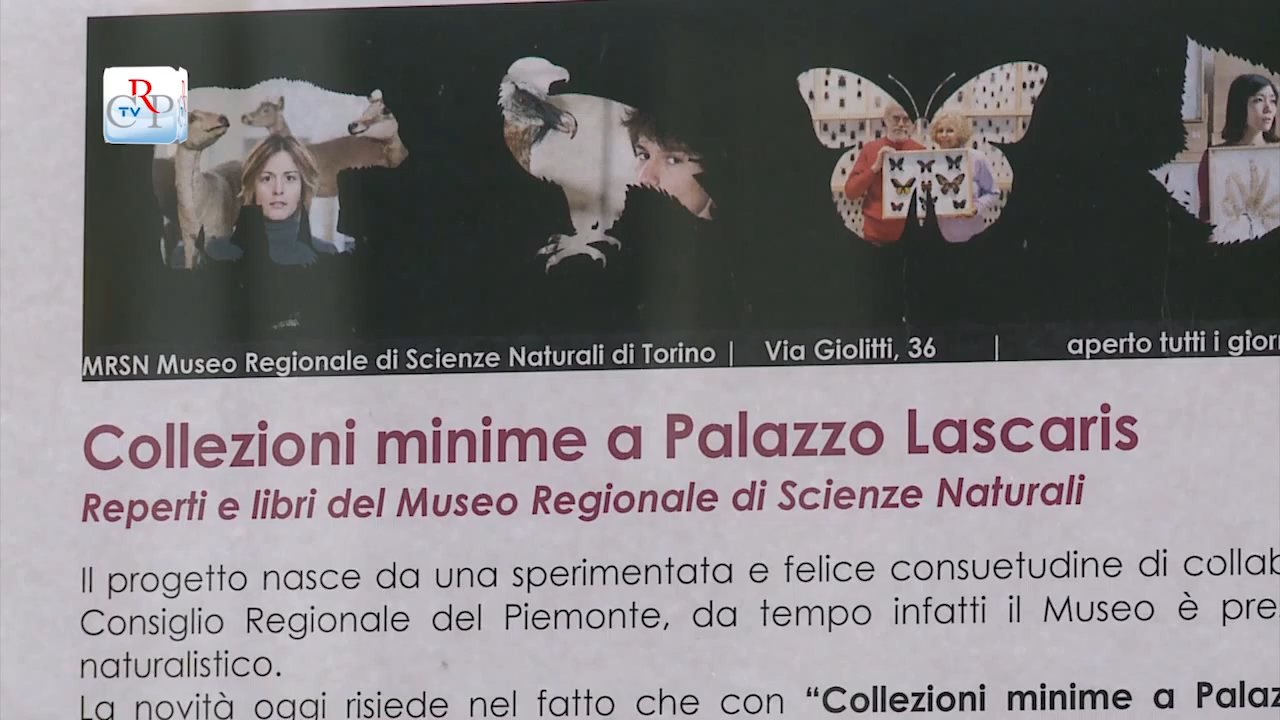 CRP TV
MRSN Museo Regionale di Scienze Naturali di Torino | Via Giolitti, 36 | aperto tutti i
Collezioni minime a Palazzo Lascaris
Reperti e libri del Museo Regionale di Scienze Naturali
Il progetto nasce da una sperimentata e felice consuetudine di
Consiglio Regionale del Piemonte, da tempo infatti il Museo è
naturalistico.
La novità oggi risiede nel fatto che con “Collezioni minime a